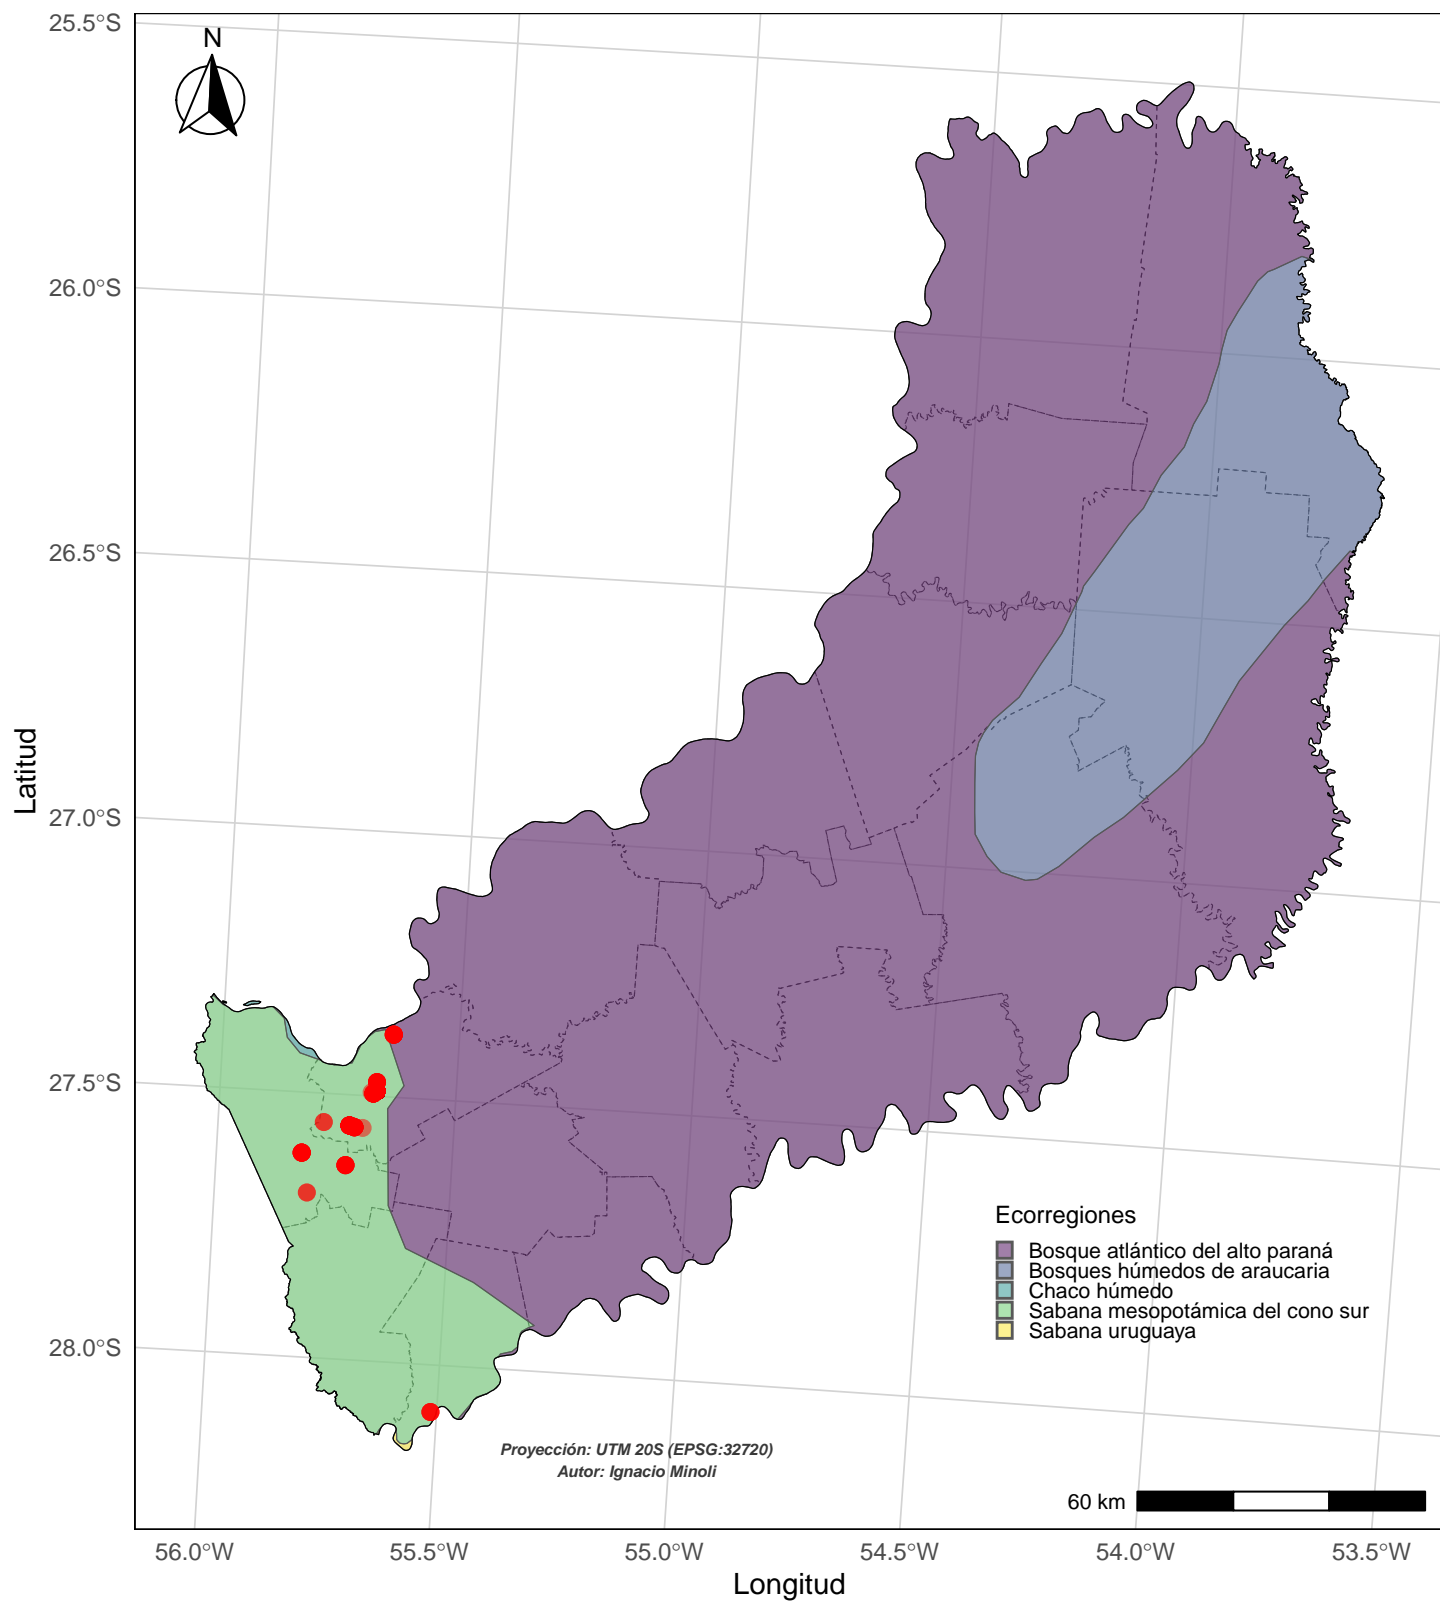 25.5°S
N
26.0°S
26.5°S
Latitud
27.0°S
27.5°S
28.0°S
Ecorregiones
Bosque atlántico del alto paraná
Bosques húmedos de araucaria
Chaco húmedo
Sabana mesopotámica del cono sur
Sabana uruguaya
Proyección: UTM 20S (EPSG:32720)
Autor: Ignacio Minoli
60 km
56.0°W
55.5°W
55.0°W
54.5°W
54.0°W
53.5°W
Longitud